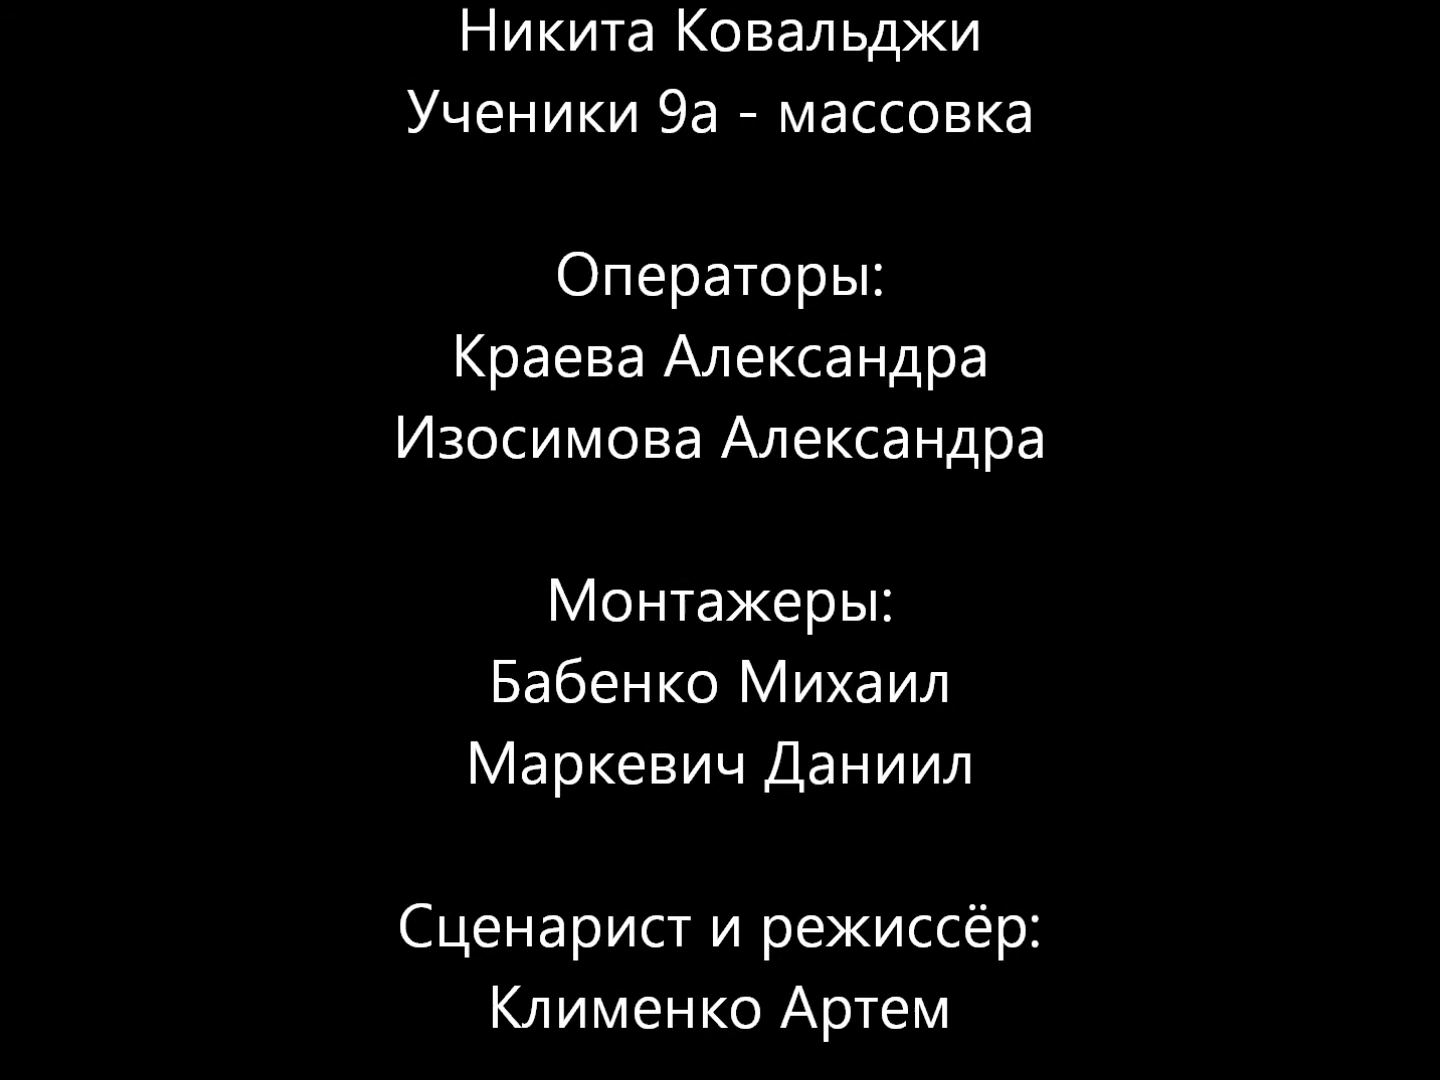 Никита Ковальджи
Ученики 9а - массовка
Операторы:
Краева Александра
Изосимова Александра
Монтажеры:
Бабенко Михаил
Маркевич Даниил
Сценарист и режиссёр:
Клименко Артем